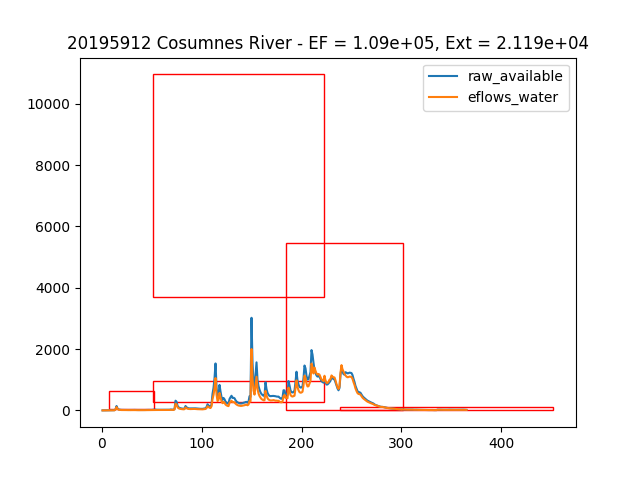 20195912 Cosumnes River - EF = 1.09e+05, Ext = 2.119e+04
raw_available
eflows_water
10000
8000
6000
4000
2000
0
0 100 200 300 400